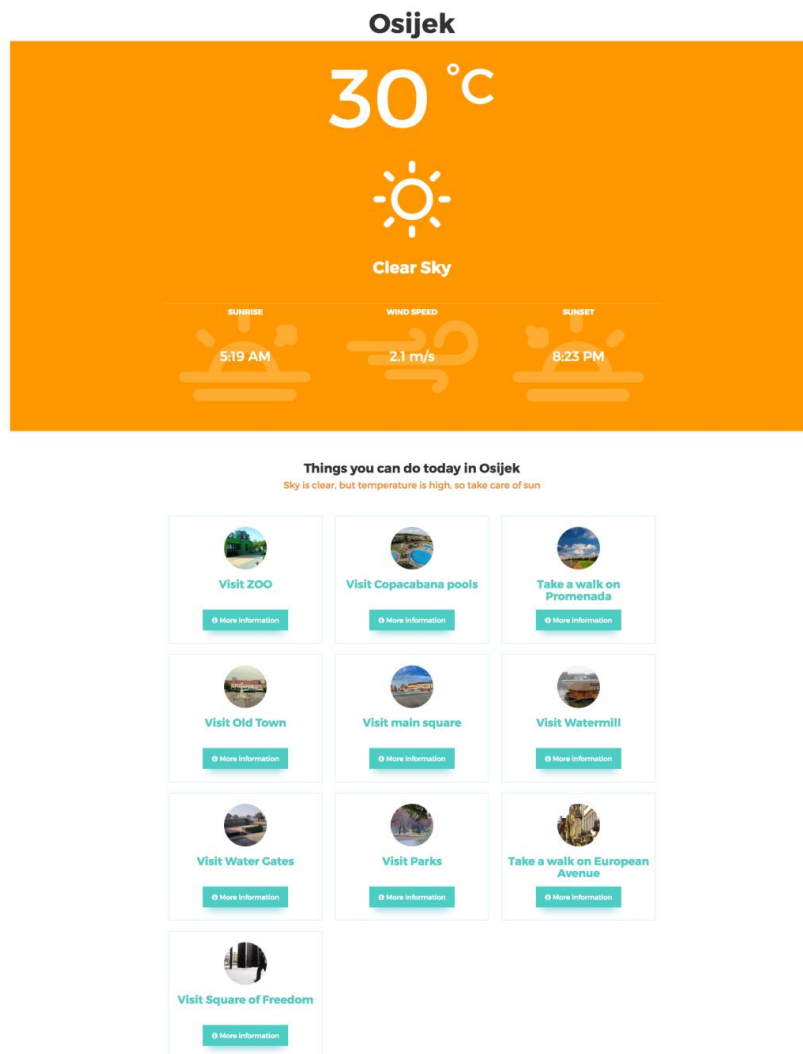 Osijek
30 °C
Clear Sky
SUNRISE WIND SPEED SUNSET
5:19 AM 2.1 m/s 8:23 PM
Things you can do today in Osijek
Sky is clear, but temperature is high, so take care of sun
Visit ZOO
More information
Visit Copacabana pools
More information
Take a walk on
Promenada
More information
Visit Old Town
More information
Visit main square
More information
Visit Watermill
More information
Visit Water Gates
More information
Visit Parks
More information
Take a walk on European
Avenue
More information
Visit Square of Freedom
More information